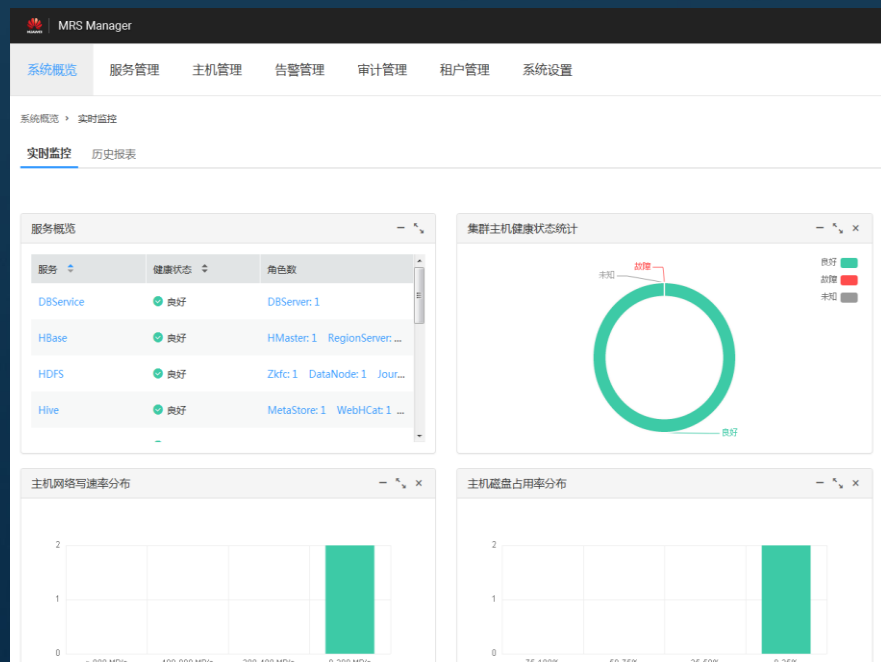 HUAWEI MRS Manager
系统概览 服务管理 主机管理 告警管理 审计管理 租户管理 系统设置
系统概览 › 实时监控
实时监控 历史报表
服务概览
服务 健康状态 角色数
DBService 良好 DBServer: 1
HBase 良好 HMaster: 1 RegionServer: ...
HDFS 良好 Zkfc: 1 DataNode: 1 Jour...
Hive 良好 MetaStore: 1 WebHCat: 1 ...
集群主机健康状态统计
良好
故障
未知
故障
未知
良好
主机网络写速率分布
2
1
0
主机磁盘占用率分布
2
1
0